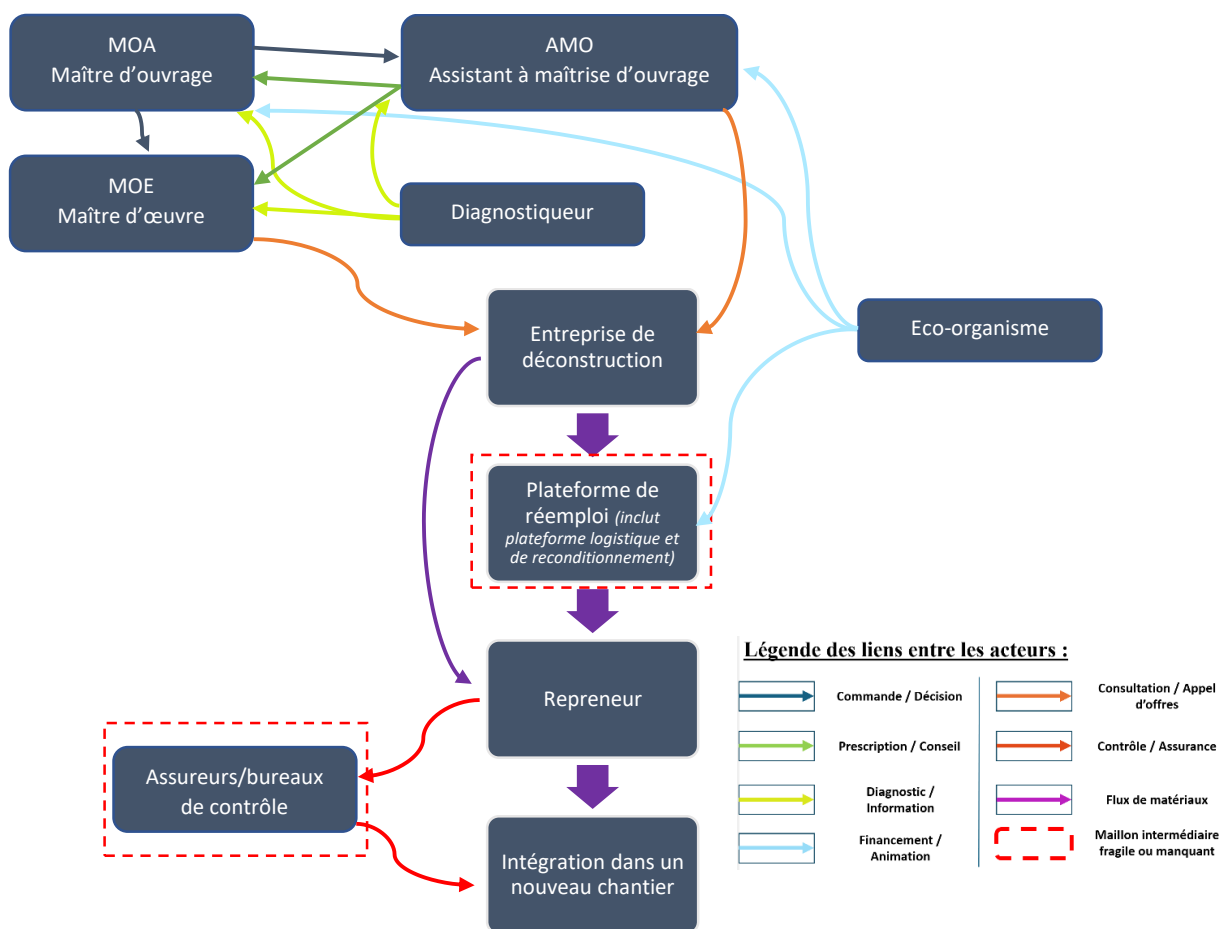 MOA
Maître d’ouvrage
AMO
Assistant à maîtrise d’ouvrage
MOE
Maître d’œuvre
Diagnostiqueur
Entreprise de
déconstruction
Eco-organisme
Plateforme de
réemploi (inclut
plateforme logistique et
de reconditionnement)
Repreneur
Assureurs/bureaux
de contrôle
Intégration dans un
nouveau chantier
Légende des liens entre les acteurs :
Commande / Décision
Prescription / Conseil
Diagnostic /
Information
Financement /
Animation
Consultation / Appel
d’offres
Contrôle / Assurance
Flux de matériaux
Maillon intermédiaire
fragile ou manquant